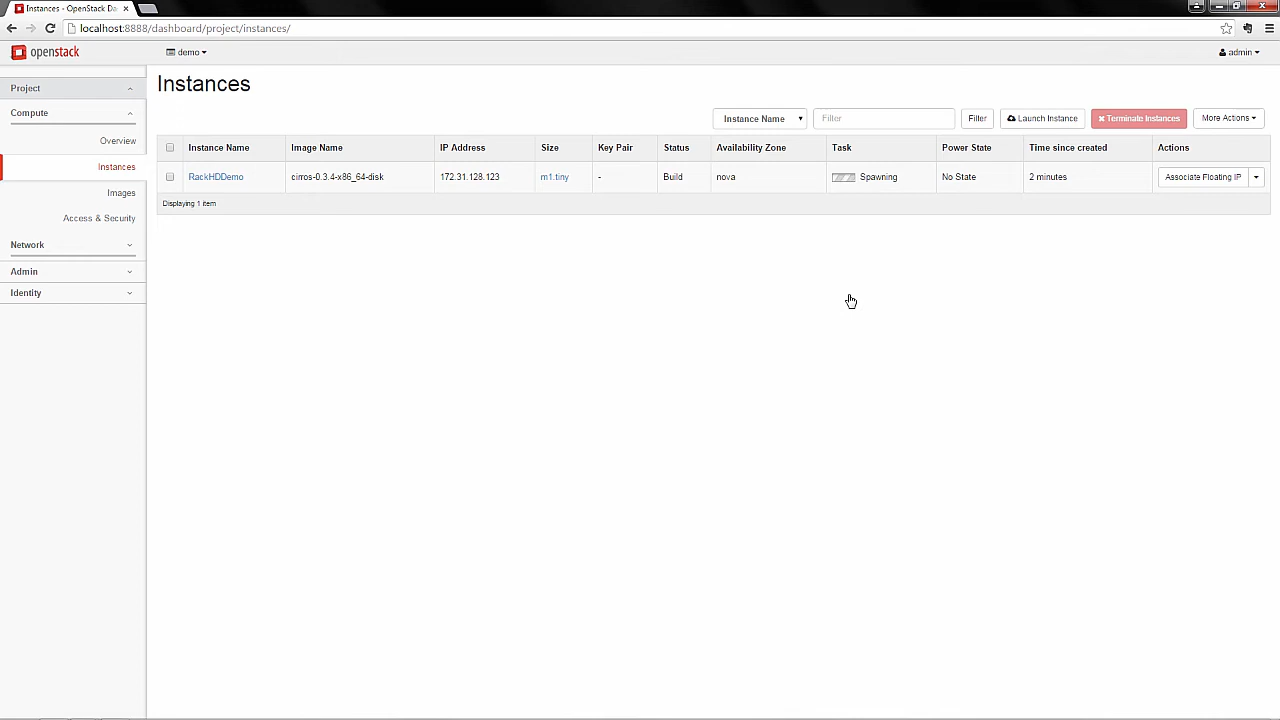 Instances - OpenStack Da
localhost:8888/dashboard/project/instances/
openstack
demo
admin
Project
Compute
Overview
Instances
Images
Access & Security
Network
Admin
Identity
Instances
Instance Name
Filter
Filter
Launch Instance
Terminate Instances
More Actions
Instance Name Image Name IP Address Size Key Pair Status Availability Zone Task Power State Time since created Actions
RackHDDemo cirros-0.3.4-x86_64-disk 172.31.128.123 m1.tiny - Build nova Spawning No State 2 minutes Associate Floating IP
Displaying 1 item